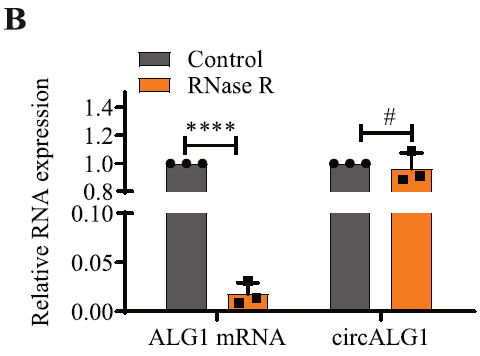 B
Control
RNase R
Relative RNA expression
1.4
1.2
1.0
0.8
0.10
0.05
0.00
****
#
ALG1 mRNA
circALG1